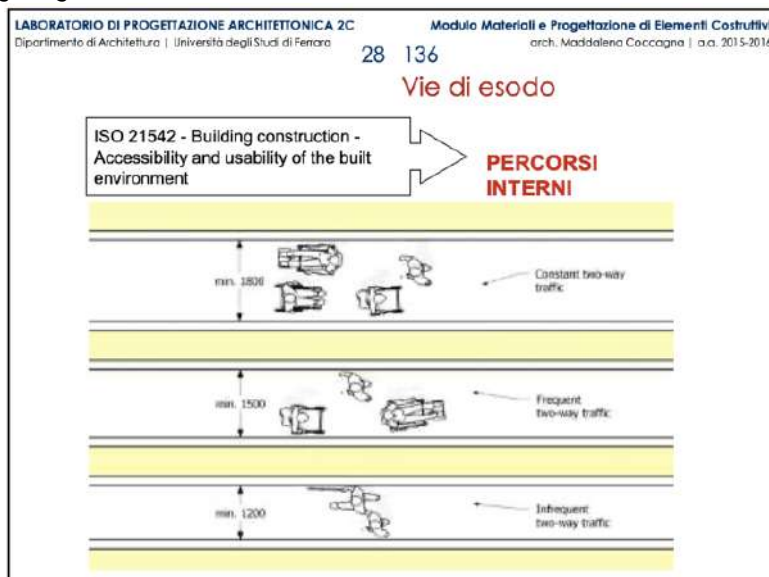 LABORATORIO DI PROGETTAZIONE ARCHITETTONICA 2C
Modulo Materiali e Progettazione di Elementi Costruttivi
Dipartimento di Architettura | Università degli Studi di Ferrara
arch. Maddalena Coccagna | a.a. 2015-2016
28 136
Vie di esodo
ISO 21542 - Building construction -
Accessibility and usability of the built
environment
PERCORSI
INTERNI
min. 1800
Constant two-way
traffic
min. 1500
Frequent
two-way traffic
min. 1200
Infrequent
two-way traffic